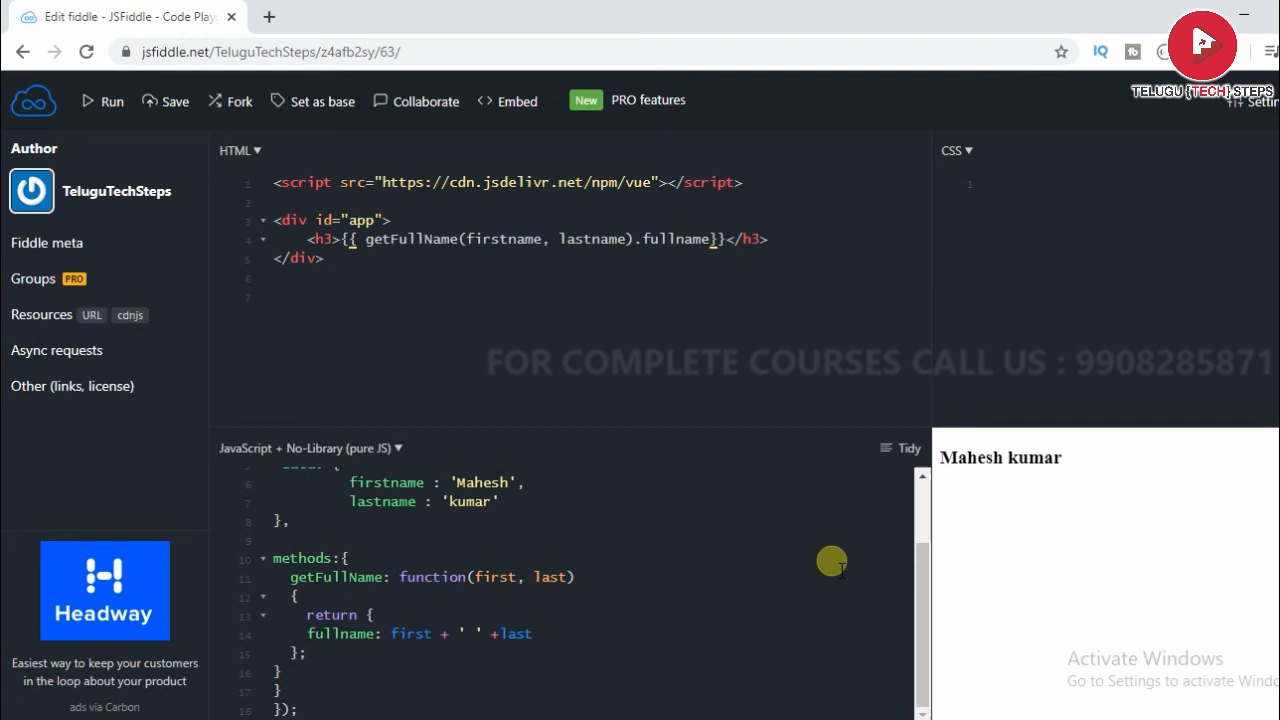 Edit fiddle - JSFiddle - Code Play
jsfiddle.net/TeluguTechSteps/z4afb2sy/63/
IQ
TELUGU {TECH} STEPS
Run
Save
Fork
Set as base
Collaborate
Embed
New
PRO features
Author
TeluguTechSteps
Fiddle meta
Groups PRO
Resources URL cdnjs
Async requests
Other (links, license)
HTML
1 <script src="https://cdn.jsdelivr.net/npm/vue"></script>
2
3 <div id="app">
4 <h3>{{ getFullName(firstname, lastname).fullname}}</h3>
5 </div>
6
7
CSS
1
FOR COMPLETE COURSES CALL US : 9908285871
JavaScript + No-Library (pure JS)
Tidy
6 firstname : 'Mahesh',
7 lastname : 'kumar'
8 },
9
10 methods:{
11 getFullName: function(first, last)
12 {
13 return {
14 fullname: first + ' ' +last
15 };
16 }
17 }
18 });
Mahesh kumar
Headway
Easiest way to keep your customers
in the loop about your product
ads via Carbon
Activate Windows
Go to Settings to activate Windo